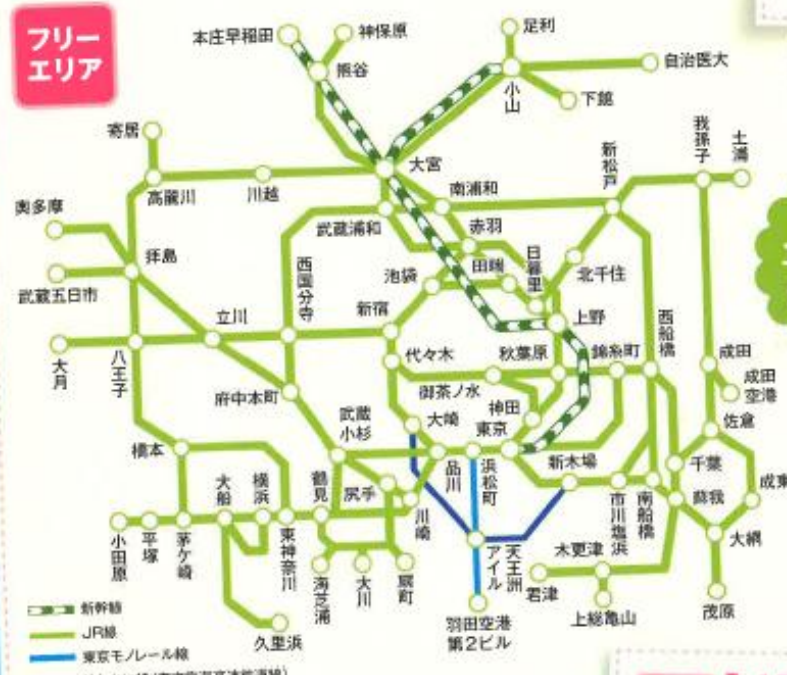 フリー
エリア
本庄早稲田
神保原
足利
熊谷
自治医大
小山
下館
寄居
大宮
新松戸
我孫子
土浦
高麗川
川越
南浦和
奥多摩
武蔵浦和
赤羽
拝島
西国分寺
池袋
田端
日暮里
北千住
武蔵五日市
立川
新宿
上野
西船橋
大月
八王子
代々木
秋葉原
錦糸町
成田
成田
空港
府中本町
御茶ノ水
神田
武蔵
小杉
大崎
東京
佐倉
橋本
品川
浜松町
新木場
千葉
成東
大船
横浜
鶴見
尻手
川崎
市川塩浜
南船橋
蘇我
小田原
平塚
茅ケ崎
東神奈川
天王洲
アイル
木更津
大網
海芝浦
大川
扇町
君津
上総亀山
茂原
久里浜
羽田空港
第2ビル
新幹線
JR線
東京モノレール線